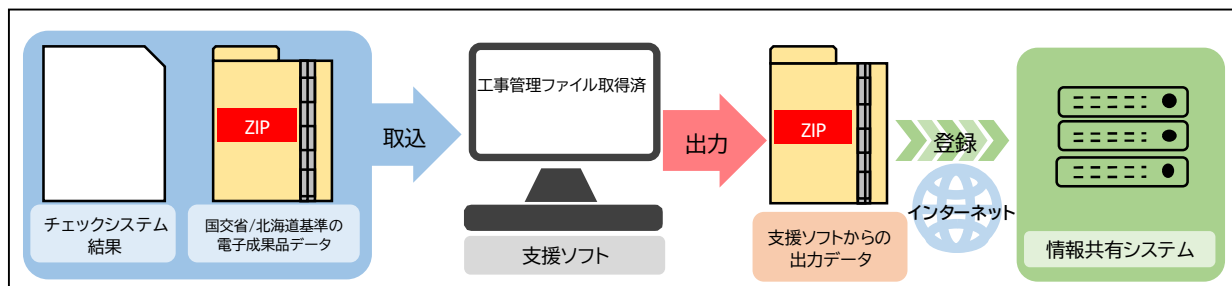 チェックシステム
結果
ZIP
国交省/北海道基準の
電子成果品データ
取込
工事管理ファイル取得済
支援ソフト
出力
ZIP
支援ソフトからの
出力データ
登録
インターネット
情報共有システム